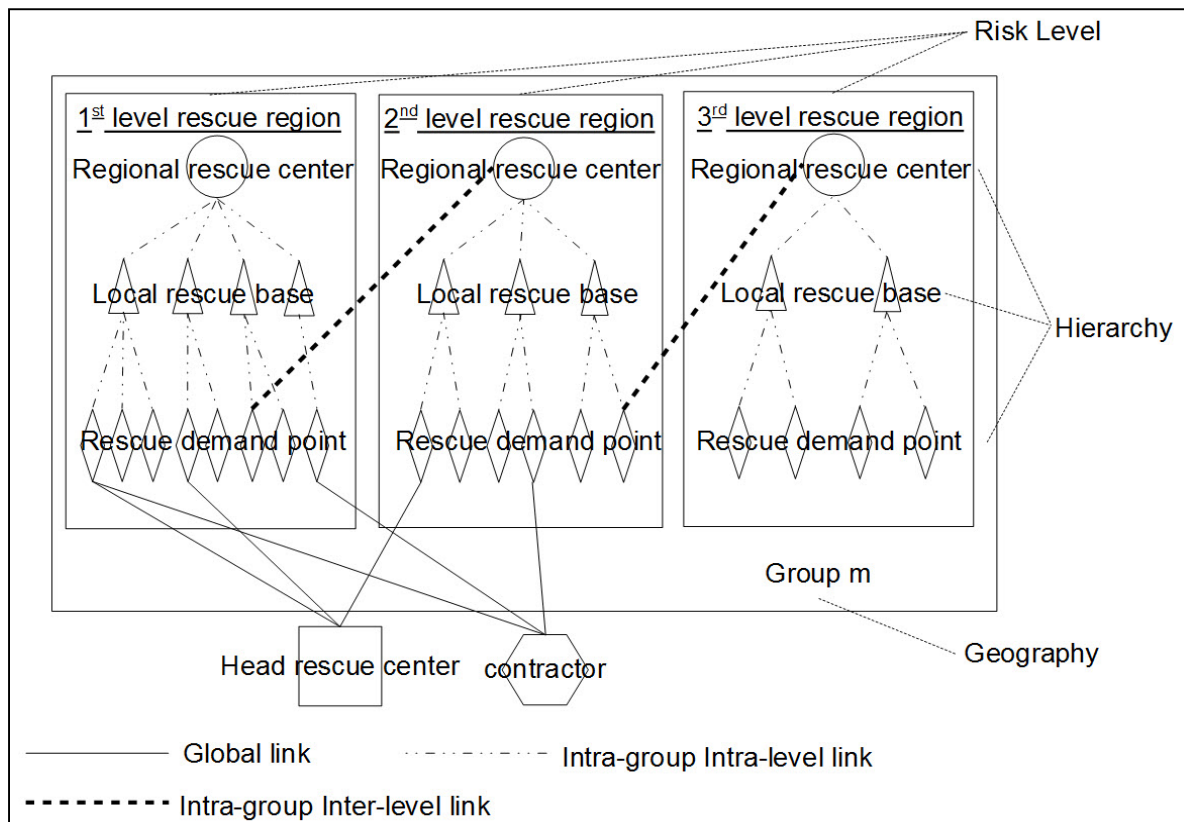 Risk Level
1st level rescue region
2nd level rescue region
3rd level rescue region
Regional rescue center
Regional rescue center
Regional rescue center
Local rescue base
Local rescue base
Local rescue base
Hierarchy
Rescue demand point
Rescue demand point
Rescue demand point
Group m
Geography
Head rescue center
contractor
Global link
Intra-group Intra-level link
Intra-group Inter-level link